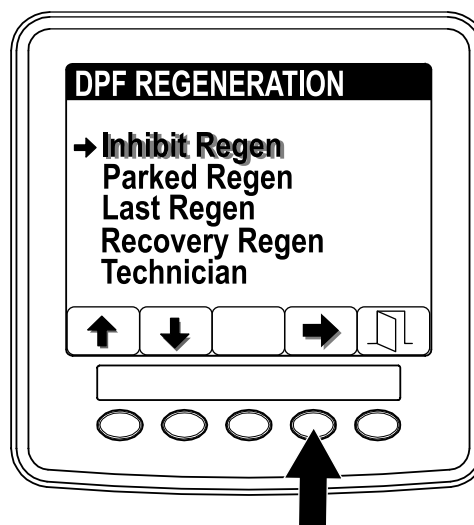 DPF REGENERATION
Inhibit Regen
Parked Regen
Last Regen
Recovery Regen
Technician